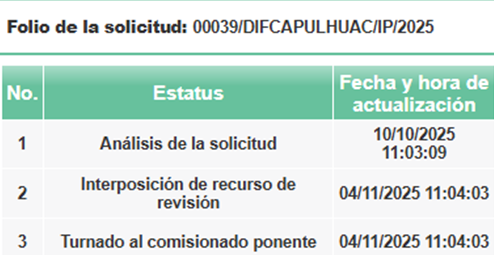 Folio de la solicitud: 00039/DIFCAPULHUAC/IP/2025
No. Estatus Fecha y hora de actualización
1 Análisis de la solicitud 10/10/2025 11:03:09
2 Interposición de recurso de revisión 04/11/2025 11:04:03
3 Turnado al comisionado ponente 04/11/2025 11:04:03